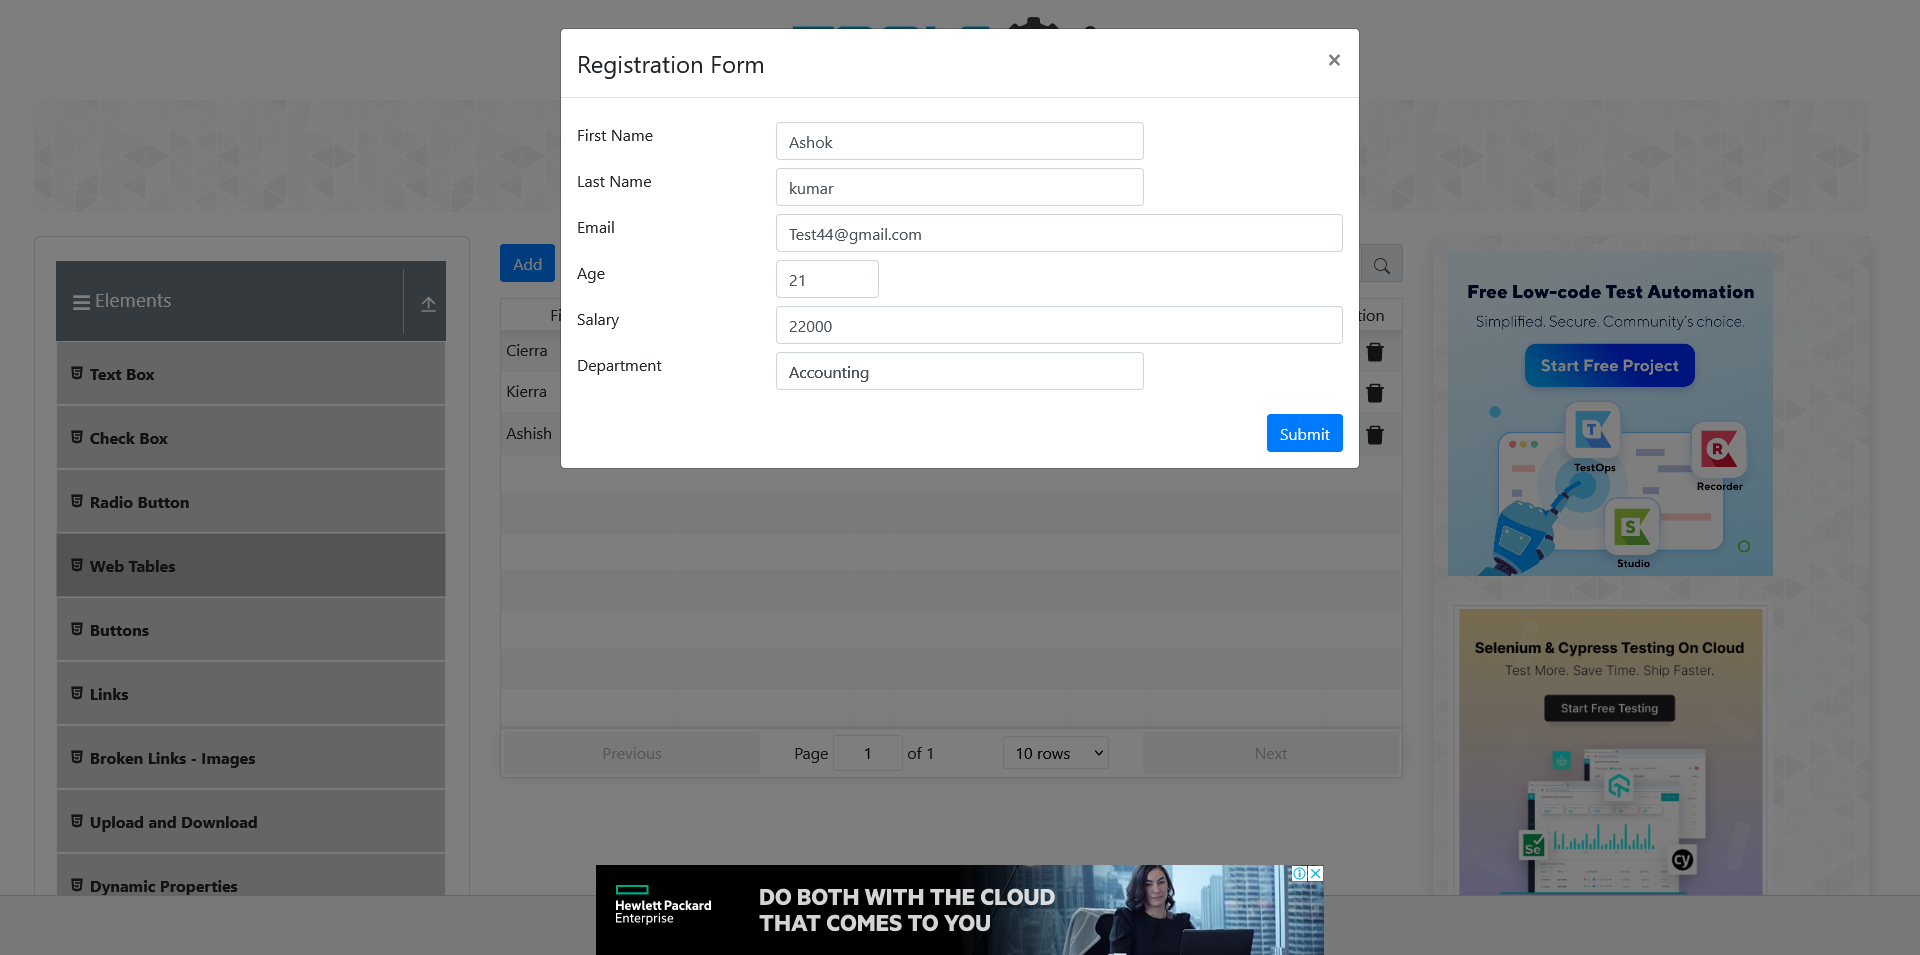 Registration Form
×
First Name
Ashok
Last Name
kumar
Email
Test44@gmail.com
Age
21
Salary
22000
Department
Accounting
Submit
Elements
Text Box
Check Box
Radio Button
Web Tables
Buttons
Links
Broken Links - Images
Upload and Download
Dynamic Properties
Add
Cierra
Kierra
Ashish
Previous
Page 1 of 1
10 rows
Next
Free Low-code Test Automation
Simplified. Secure. Community's choice.
Start Free Project
T
TestOps
R
Recorder
S
Studio
Selenium & Cypress Testing On Cloud
Test More. Save Time. Ship Faster.
Start Free Testing
Se
cy
Hewlett Packard
Enterprise
DO BOTH WITH THE CLOUD
THAT COMES TO YOU